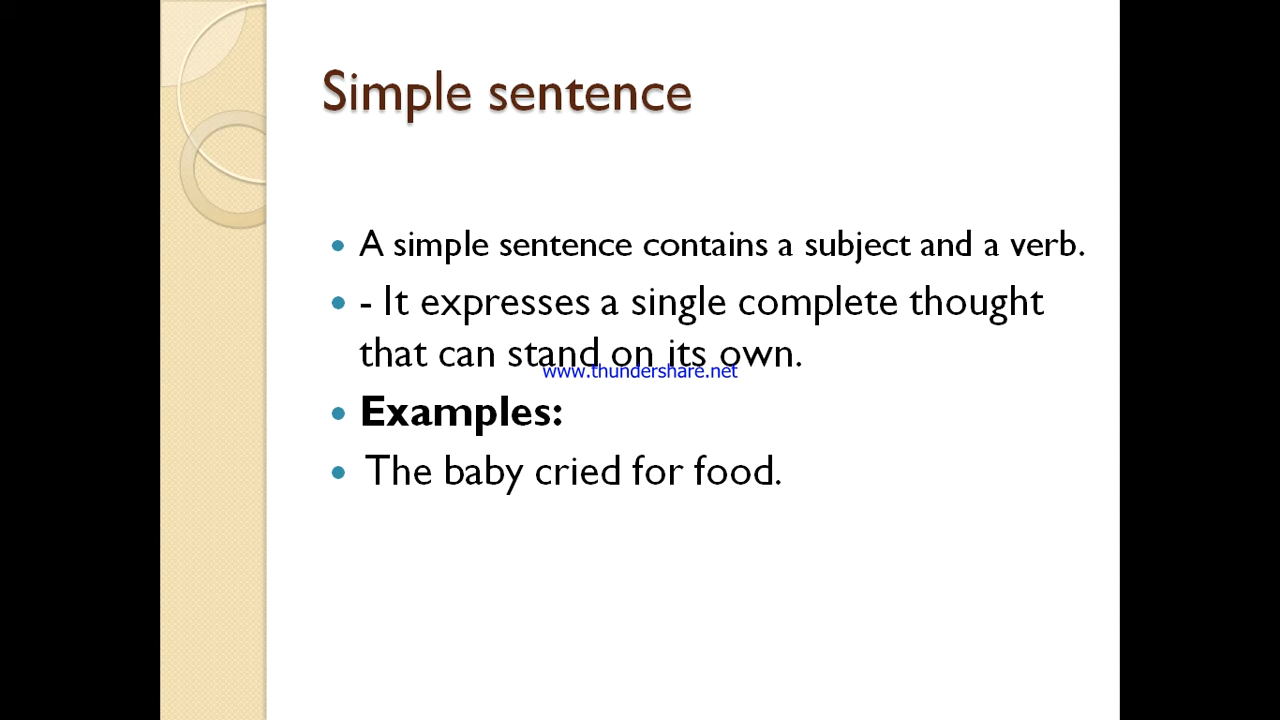 Simple sentence
A simple sentence contains a subject and a verb.
- It expresses a single complete thought
that can stand on its own.
www.thundershare.net
Examples:
The baby cried for food.